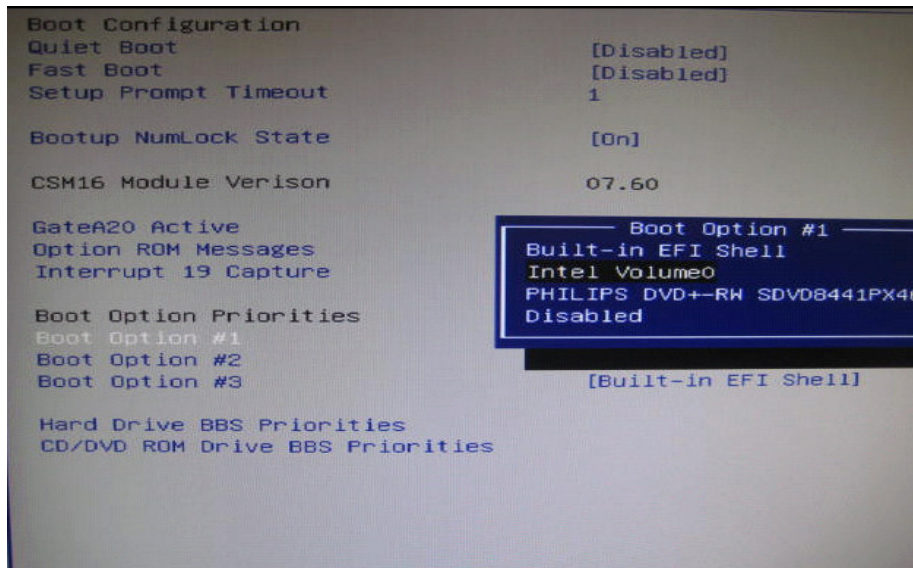 Boot Configuration
Quiet Boot [Disabled]
Fast Boot [Disabled]
Setup Prompt Timeout 1
Bootup NumLock State [On]
CSM16 Module Verison 07.60
GateA20 Active
Option ROM Messages
Interrupt 19 Capture
Boot Option Priorities
Boot Option #1
Boot Option #2
Boot Option #3 [Built-in EFI Shell]
Hard Drive BBS Priorities
CD/DVD ROM Drive BBS Priorities
Boot Option #1
Built-in EFI Shell
Intel Volume0
PHILIPS DVD+-RW
Disabled